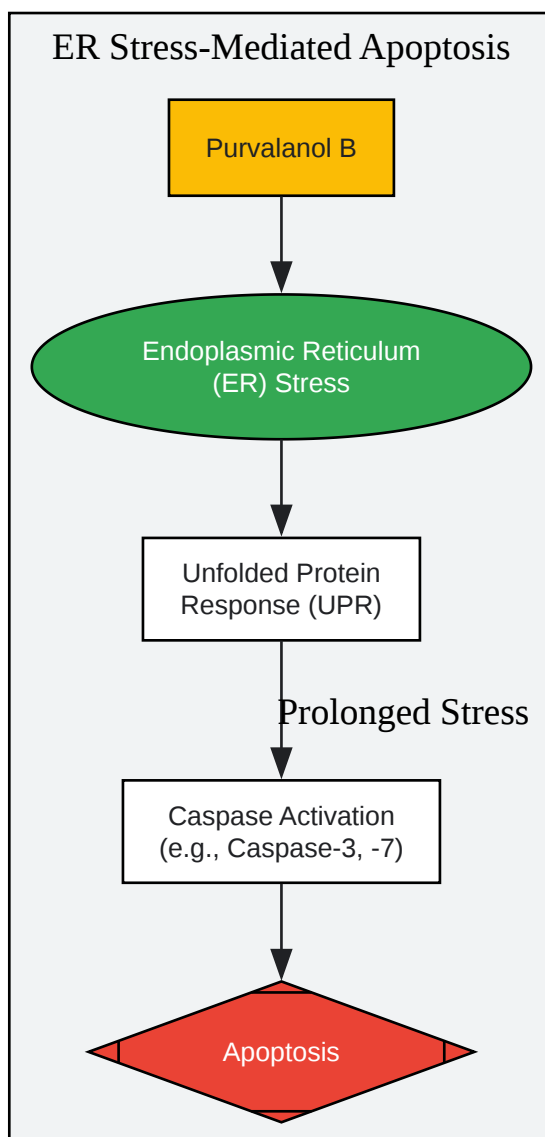 ER Stress-Mediated Apoptosis
Purvalanol B
Endoplasmic Reticulum
(ER) Stress
Unfolded Protein
Response (UPR)
Prolonged Stress
Caspase Activation
(e.g., Caspase-3, -7)
Apoptosis